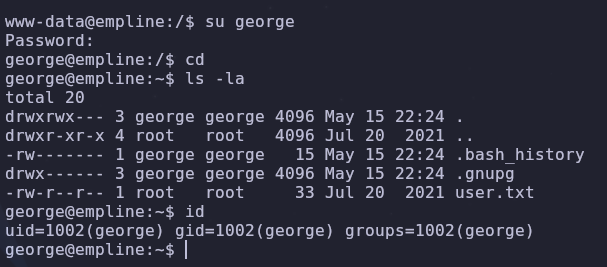 www-data@empline:/$ su george
Password:
george@empline:/$ cd
george@empline:~$ ls -la
total 20
drwxrwx--- 3 george george 4096 May 15 22:24 .
drwxr-xr-x 4 root   root   4096 Jul 20  2021 ..
-rw------- 1 george george   15 May 15 22:24 .bash_history
drwx------ 3 george george 4096 May 15 22:24 .gnupg
-rw-r--r-- 1 root   root     33 Jul 20  2021 user.txt
george@empline:~$ id
uid=1002(george) gid=1002(george) groups=1002(george)
george@empline:~$